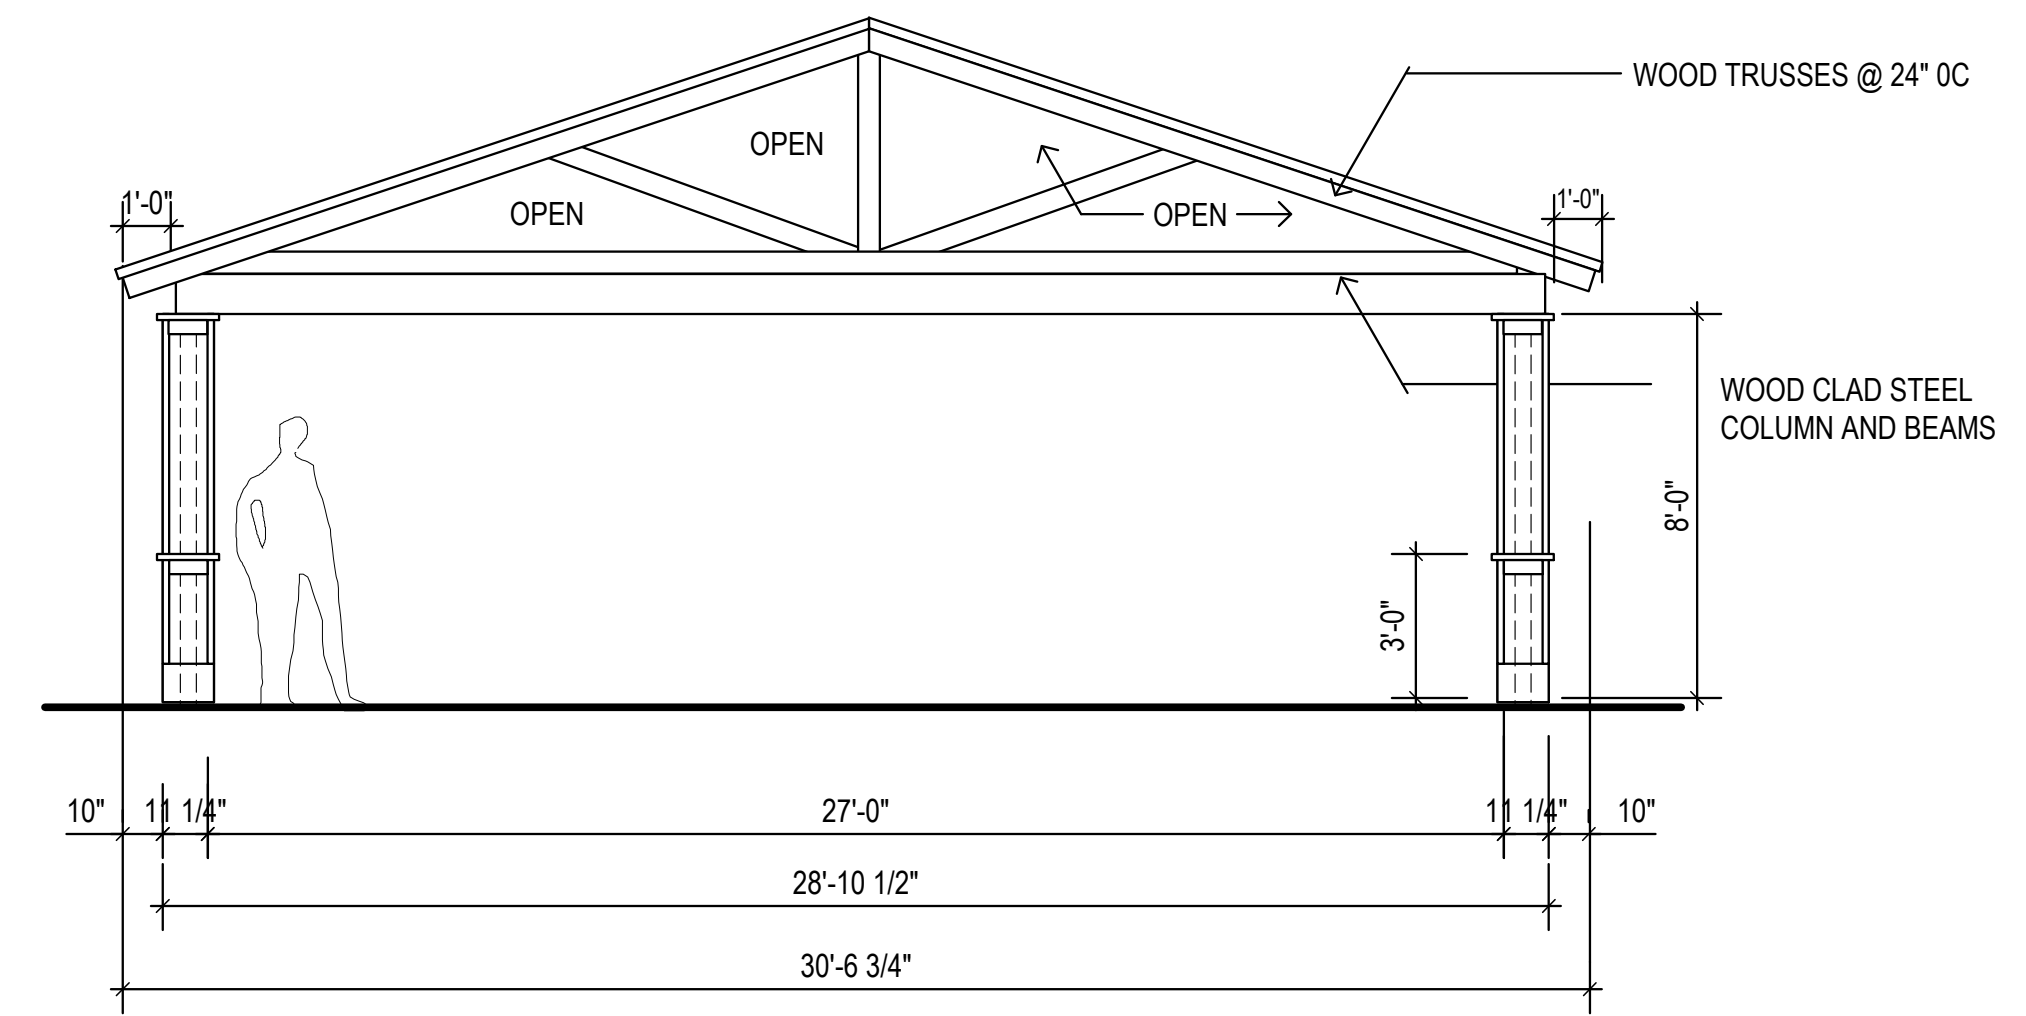 WOOD TRUSSES @ 24" 0C
OPEN
1'-0"
1'-0"
OPEN
OPEN
WOOD CLAD STEEL
COLUMN AND BEAMS
8'-0"
3'-0"
10"
11 1/4"
27'-0"
11 1/4"
10"
28'-10 1/2"
30'-6 3/4"